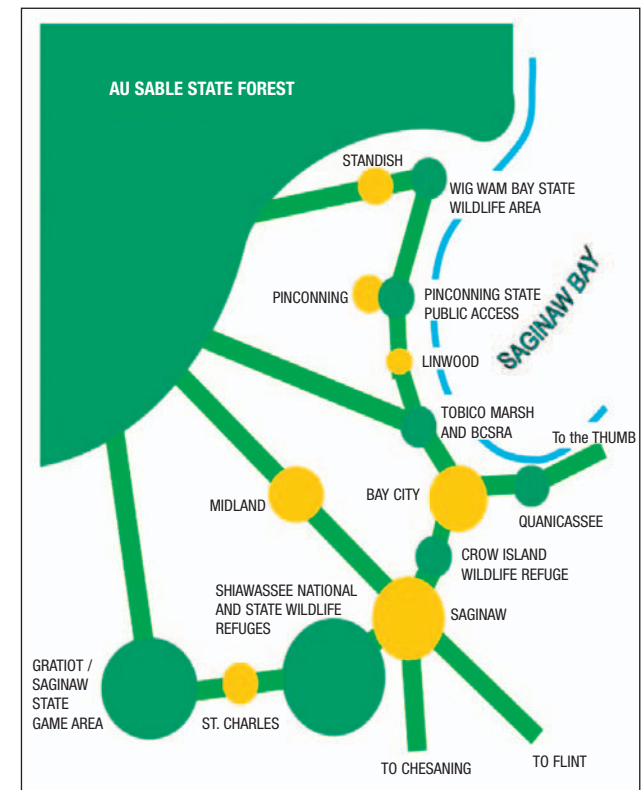 AU SABLE STATE FOREST
STANDISH
WIG WAM BAY STATE
WILDLIFE AREA
PINCONNING
PINCONNING STATE
PUBLIC ACCESS
SAGINAW BAY
LINWOOD
TOBICO MARSH
AND BCSRA
To the THUMB
MIDLAND
BAY CITY
QUANICASSEE
CROW ISLAND
WILDLIFE REFUGE
SHIAWASSEE NATIONAL
AND STATE WILDLIFE
REFUGES
SAGINAW
GRATIOT /
SAGINAW
STATE
GAME AREA
ST. CHARLES
TO CHESANING
TO FLINT